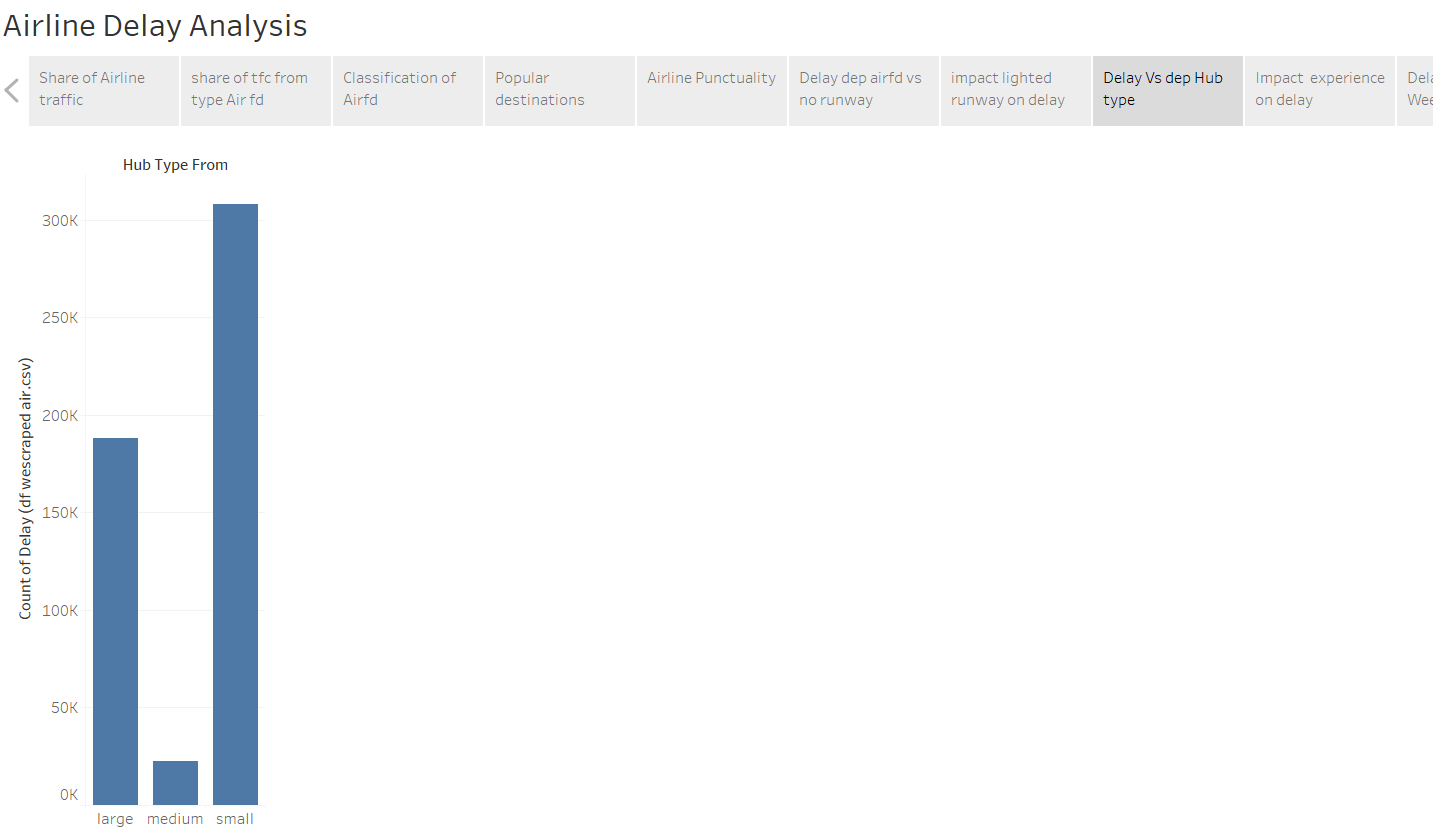 Airline Delay Analysis
Share of Airline
traffic
share of tfc from
type Air fd
Classification of
Airfd
Popular
destinations
Airline Punctuality
Delay dep airfd vs
no runway
impact lighted
runway on delay
Delay Vs dep Hub
type
Impact experience
on delay
Hub Type From
300K
250K
200K
150K
100K
50K
0K
Count of Delay (df wescraped air.csv)
large
medium
small